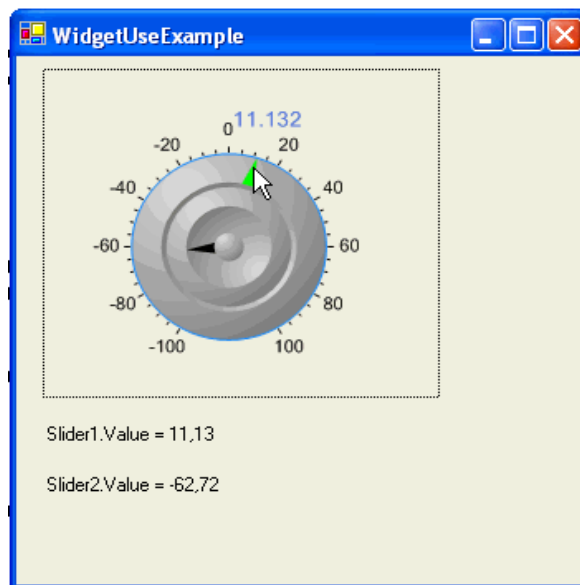 WidgetUseExample
11.132
0
-20 20
-40 40
-60 60
-80 80
-100 100
Slider1.Value = 11,13
Slider2.Value = -62,72